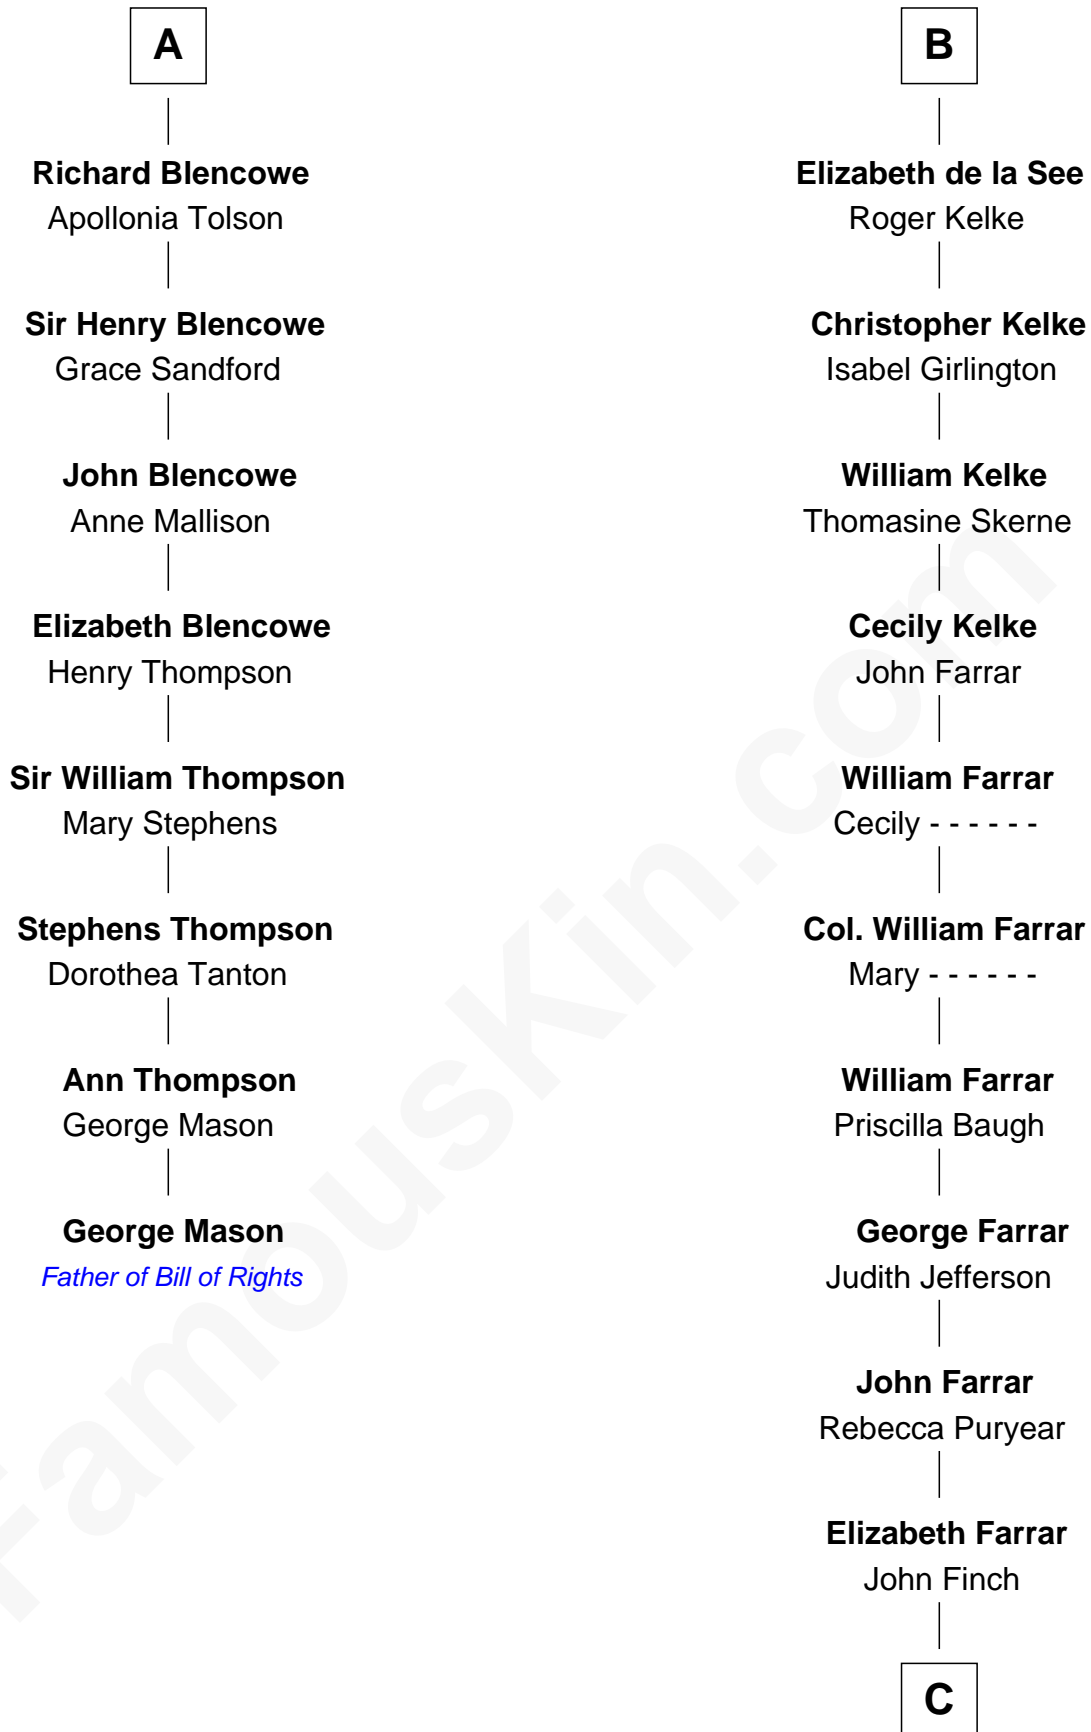 A
Richard Blencowe
Apollonia Tolson
Sir Henry Blencowe
Grace Sandford
John Blencowe
Anne Mallison
Elizabeth Blencowe
Henry Thompson
Sir William Thompson
Mary Stephens
Stephens Thompson
Dorothea Tanton
Ann Thompson
George Mason
George Mason
Father of Bill of Rights
B
Elizabeth de la See
Roger Kelke
Christopher Kelke
Isabel Girlington
William Kelke
Thomasine Skerne
Cecily Kelke
John Farrar
William Farrar
Cecily - - - - - -
Col. William Farrar
Mary - - - - - -
William Farrar
Priscilla Baugh
George Farrar
Judith Jefferson
John Farrar
Rebecca Puryear
Elizabeth Farrar
John Finch
C
FamousKin.com